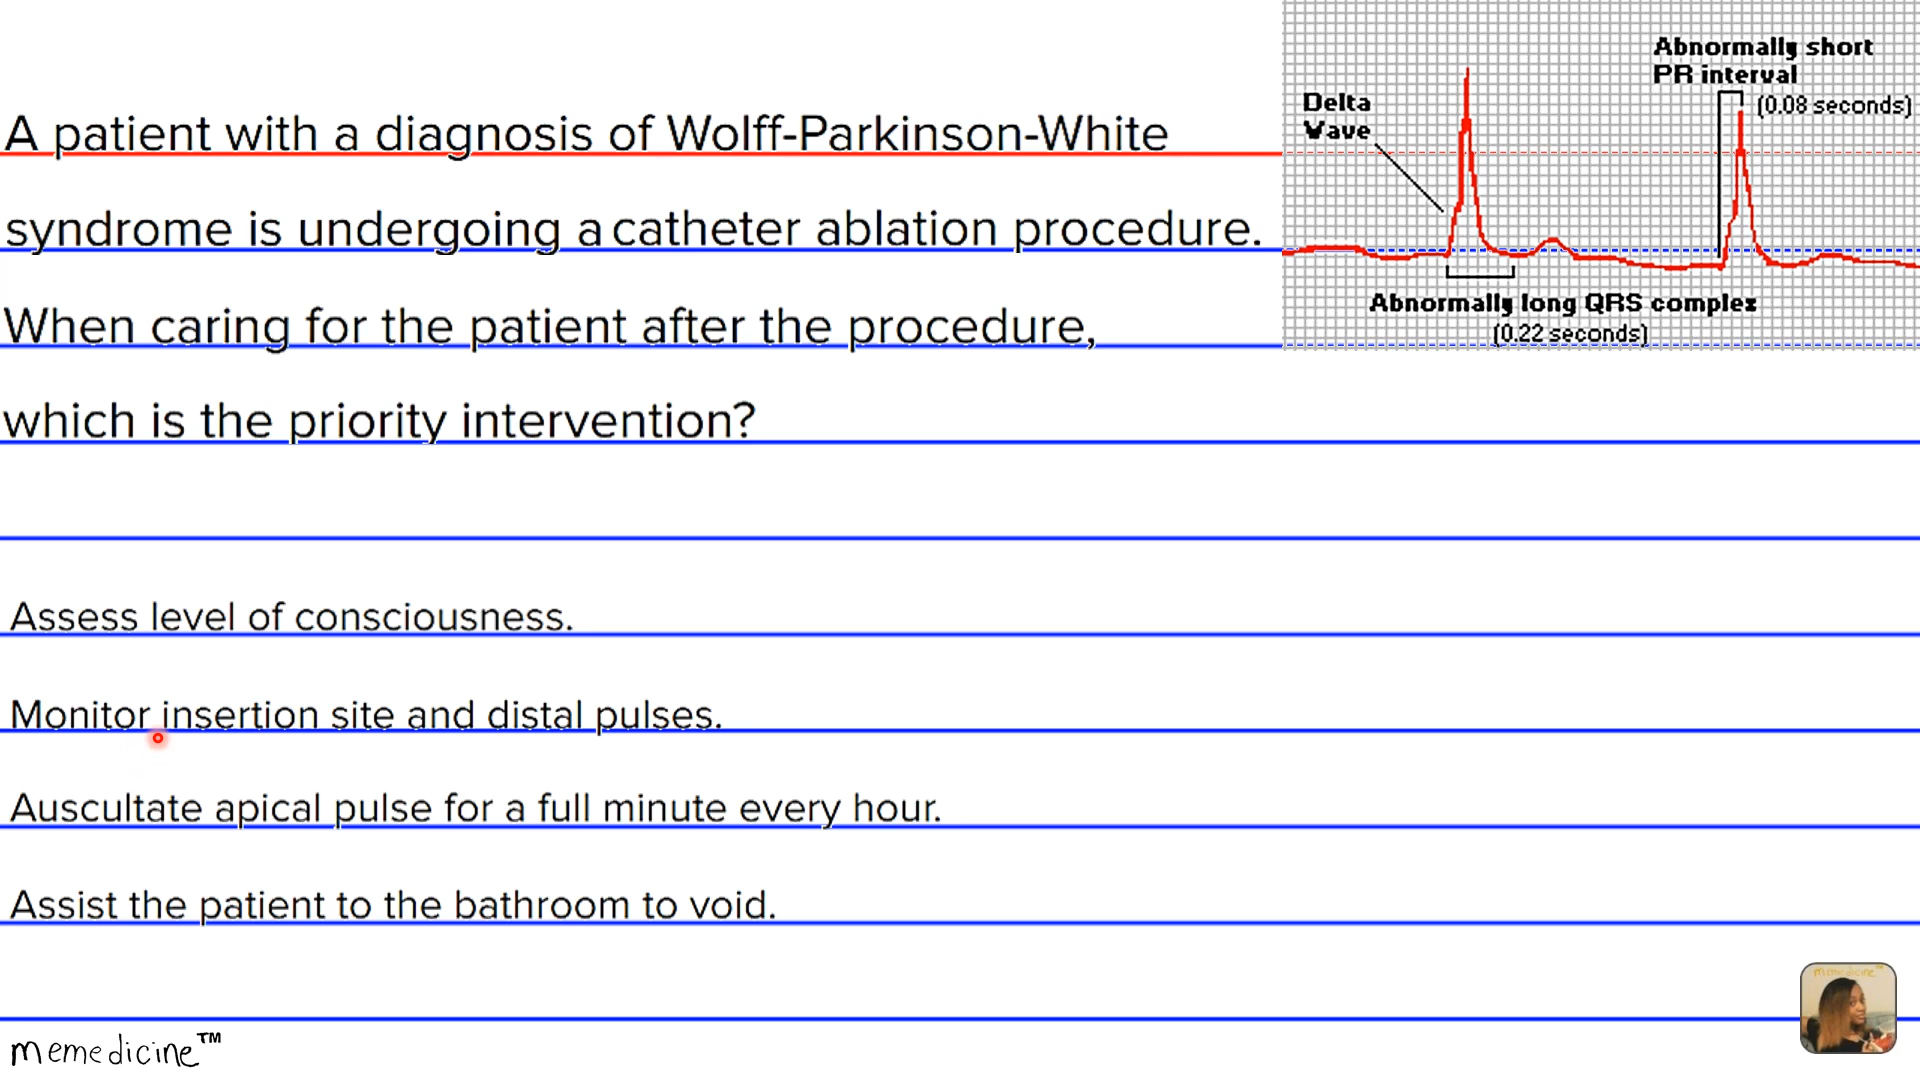 A patient with a diagnosis of Wolff-Parkinson-White
syndrome is undergoing a catheter ablation procedure.
When caring for the patient after the procedure,
which is the priority intervention?
Abnormally short
PR interval
(0.08 seconds)
Delta
Wave
Abnormally long QRS complex
(0.22 seconds)
Assess level of consciousness.
Monitor insertion site and distal pulses.
Auscultate apical pulse for a full minute every hour.
Assist the patient to the bathroom to void.
memedicine™
memedicine™